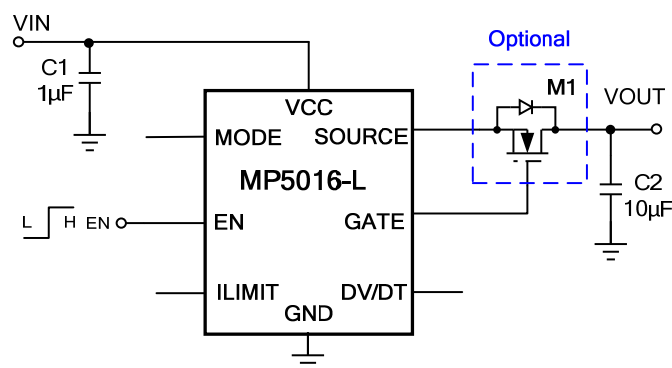 VIN
Optional
C1
1µF
M1
VOUT
VCC
MODE
SOURCE
MP5016-L
C2
10µF
L
H
EN
EN
GATE
ILIMIT
DV/DT
GND